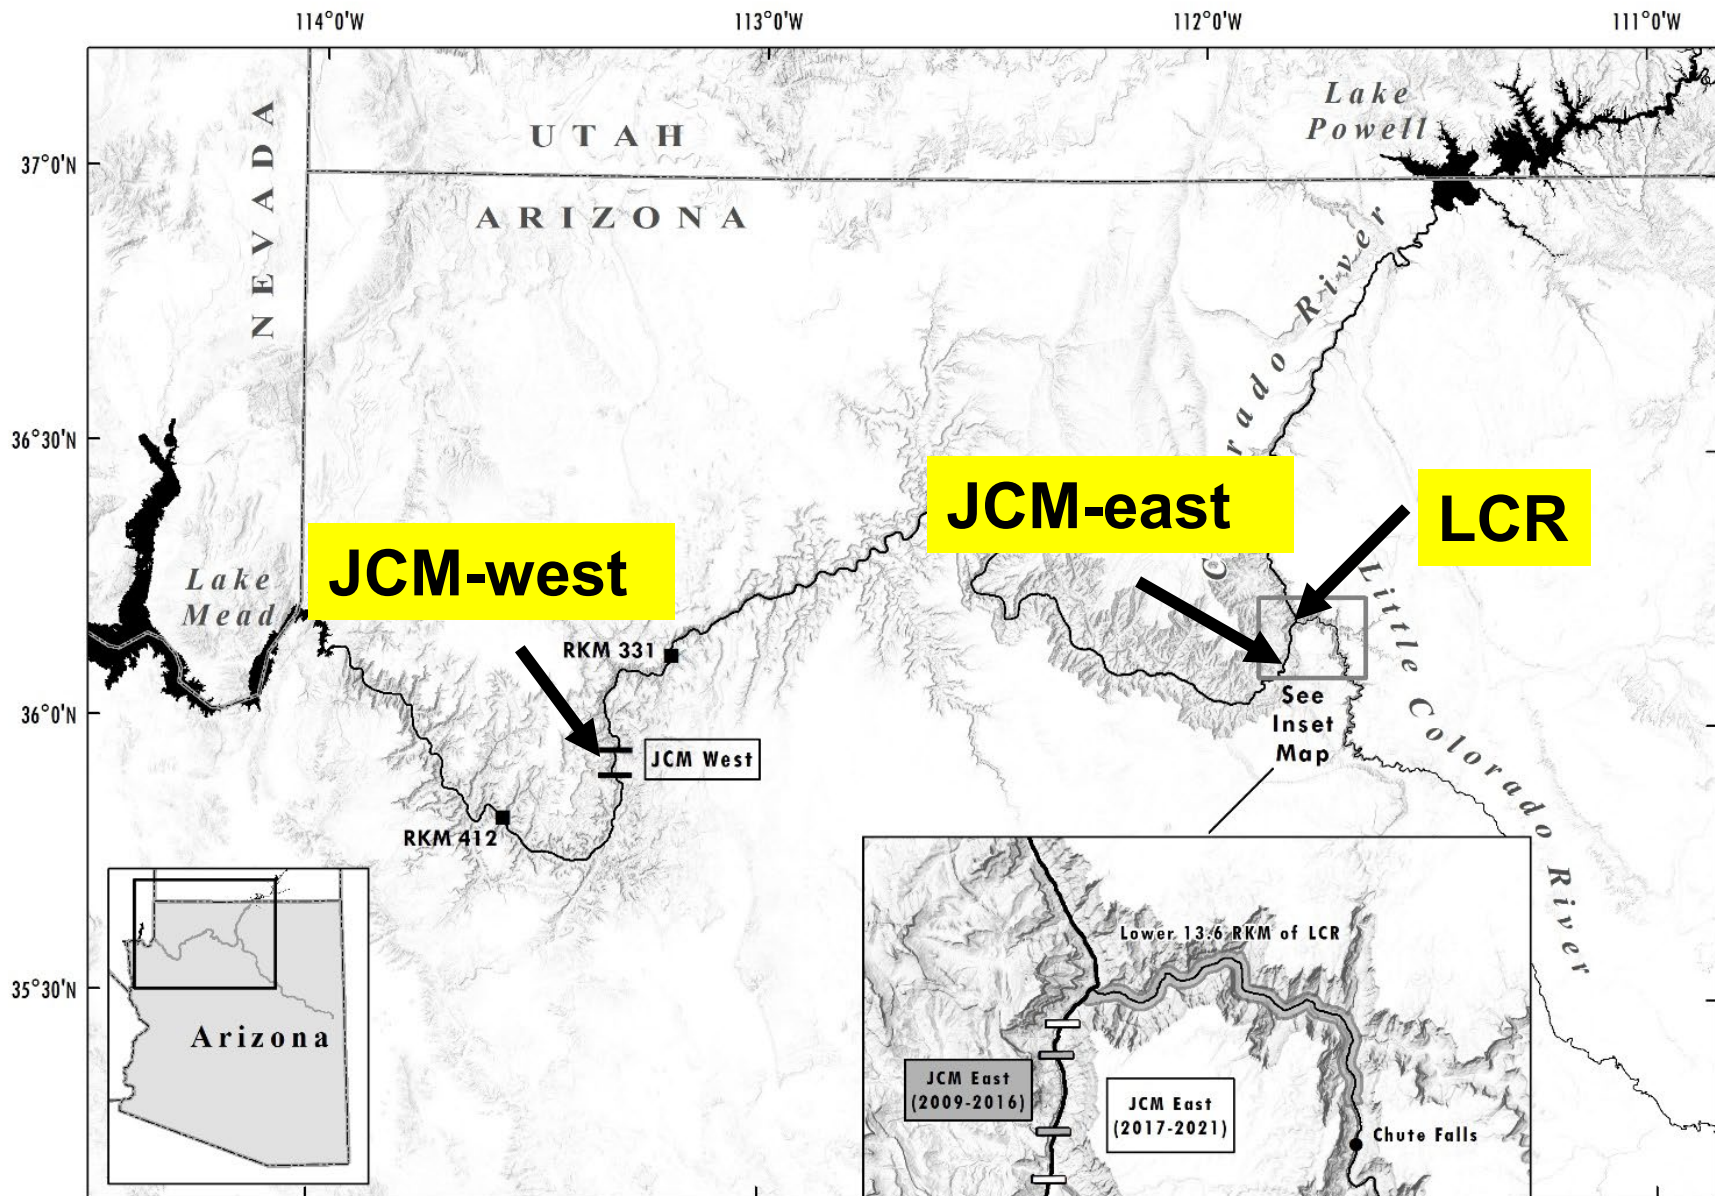 114°0'W
113°0'W
112°0'W
111°0'W
37°0'N
36°30'N
36°0'N
35°30'N
NEVADA
UTAH
ARIZONA
Lake
Powell
Colorado River
JCM-east
LCR
JCM-west
Lake
Mead
RKM 331
JCM West
RKM 412
See
Inset
Map
Little Colorado River
Arizona
Lower 13.6 RKM of LCR
JCM East
(2009-2016)
JCM East
(2017-2021)
Chute Falls